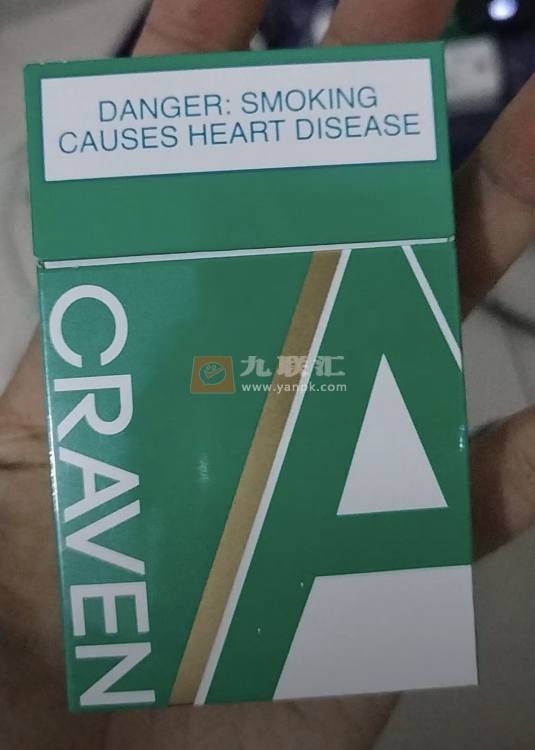 DANGER: SMOKING
CAUSES HEART DISEASE
CRAVEN
A
九联汇
www.yanpk.com